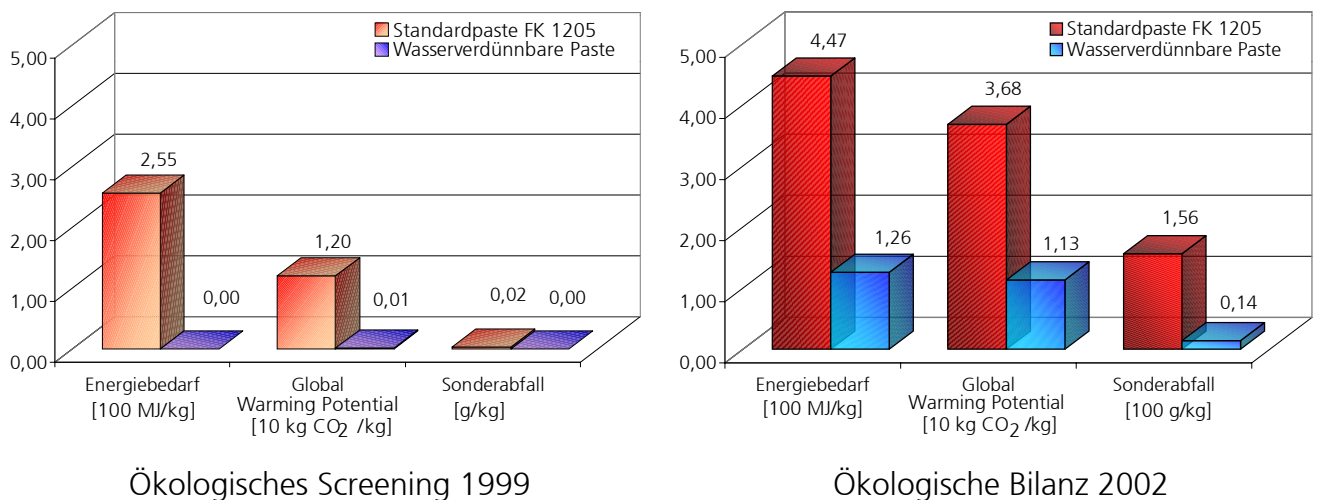 Standardpaste FK 1205
Wasserverdünnbare Paste
5,00
4,00
3,00
2,00
1,00
0,00
2,55
0,00
1,20
0,01
0,02
0,00
Energiebedarf
[100 MJ/kg]
Global
Warming Potential
[10 kg CO2 /kg]
Sonderabfall
[g/kg]
Ökologisches Screening 1999
Standardpaste FK 1205
Wasserverdünnbare Paste
5,00
4,00
3,00
2,00
1,00
0,00
4,47
1,26
3,68
1,13
1,56
0,14
Energiebedarf
[100 MJ/kg]
Global
Warming Potential
[10 kg CO2 /kg]
Sonderabfall
[100 g/kg]
Ökologische Bilanz 2002